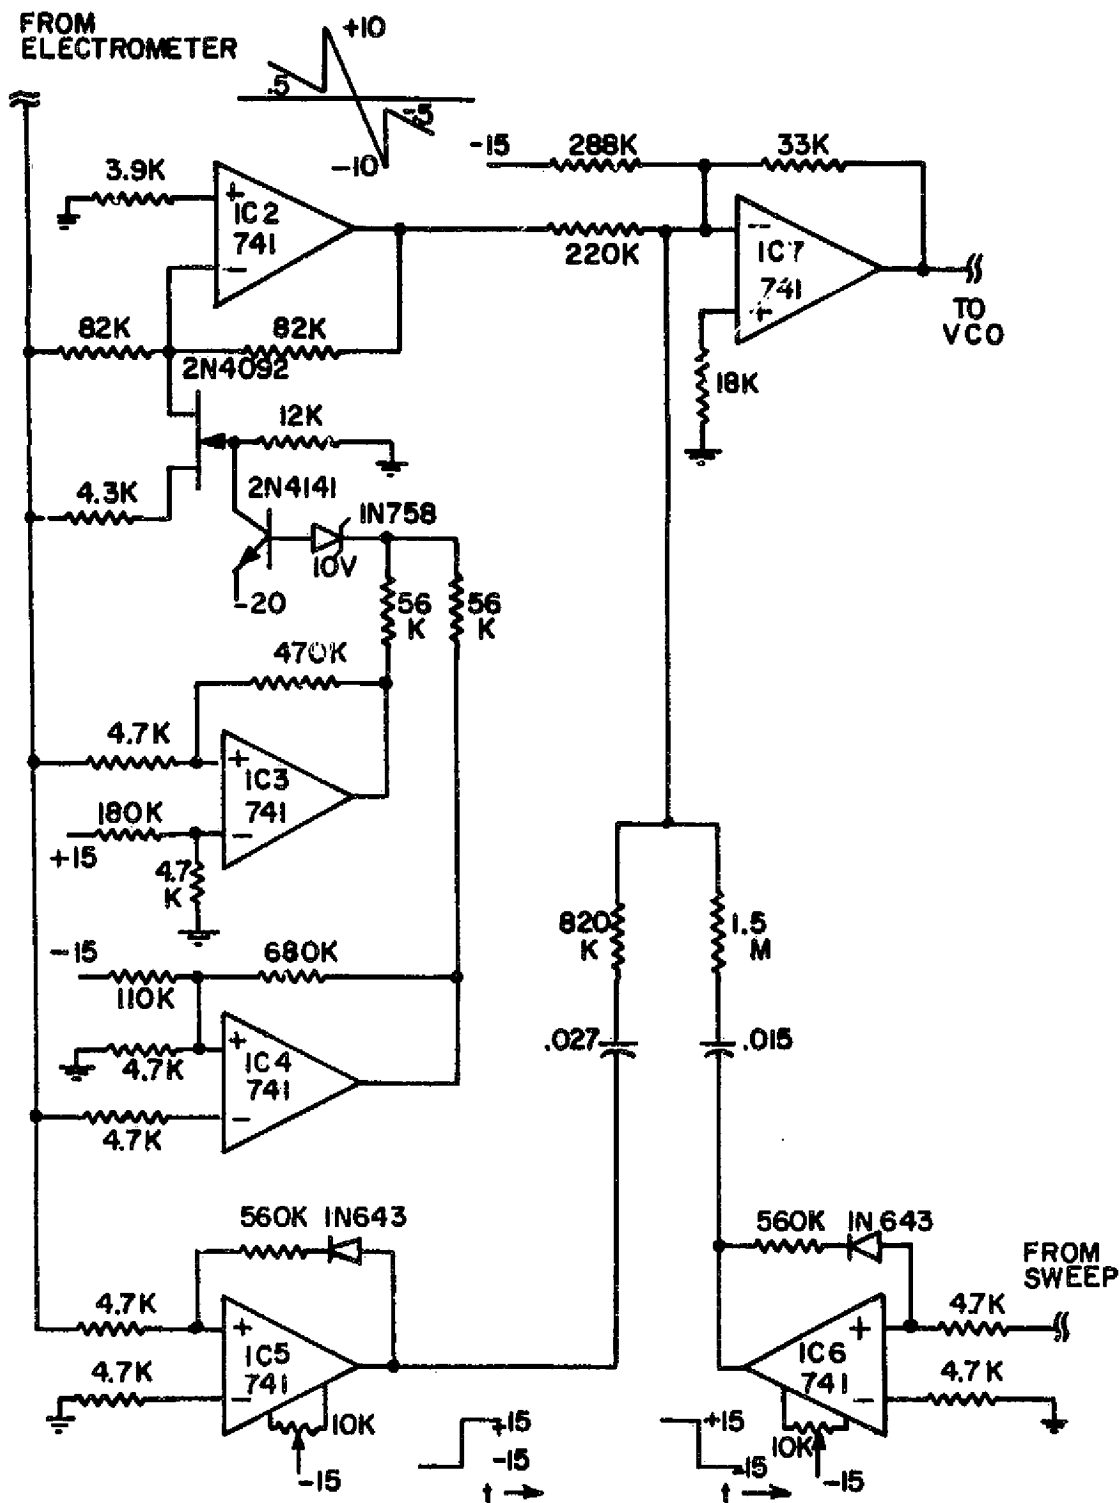 FROM
ELECTROMETER
+10
.5
-.5
-10
-15
288K
33K
3.9K
+
IC2
741
-
220K
--
IC7
741
+
TO
VCO
82K
82K
2N4092
18K
12K
4.3K
2N4141
1N758
10V
-20
56
K
56
K
470K
4.7K
+
IC3
741
-
180K
+15
4.7
K
820
K
1.5
M
-15
680K
110K
.027
.015
+
IC4
741
-
4.7K
4.7K
560K 1N643
560K 1N643
FROM
SWEEP
4.7K
+
IC5
741
-
4.7K
10K
-15
+
IC6
741
-
4.7K
4.7K
10K
-15
+15
-15
t
+15
-15
t